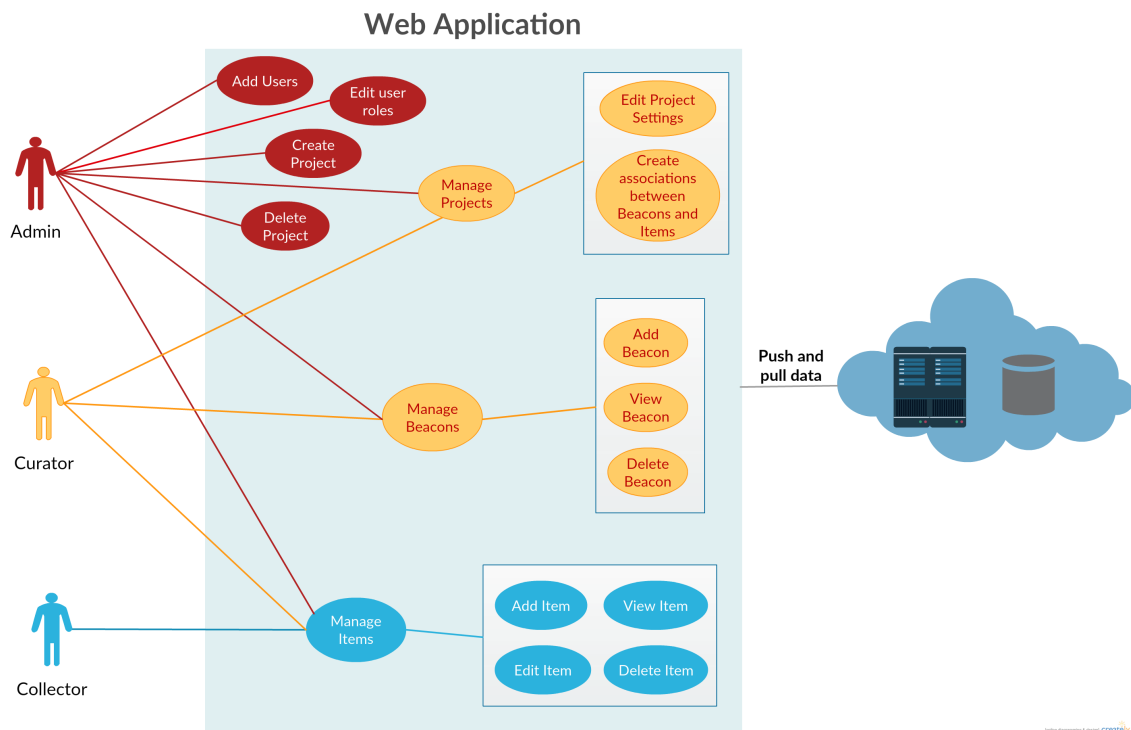 Web Application
Add Users
Edit user
roles
Create
Project
Delete
Project
Admin
Manage
Projects
Edit Project
Settings
Create
associations
between
Beacons and
Items
Curator
Manage
Beacons
Add
Beacon
View
Beacon
Delete
Beacon
Push and
pull data
Collector
Manage
Items
Add Item
View Item
Edit Item
Delete Item